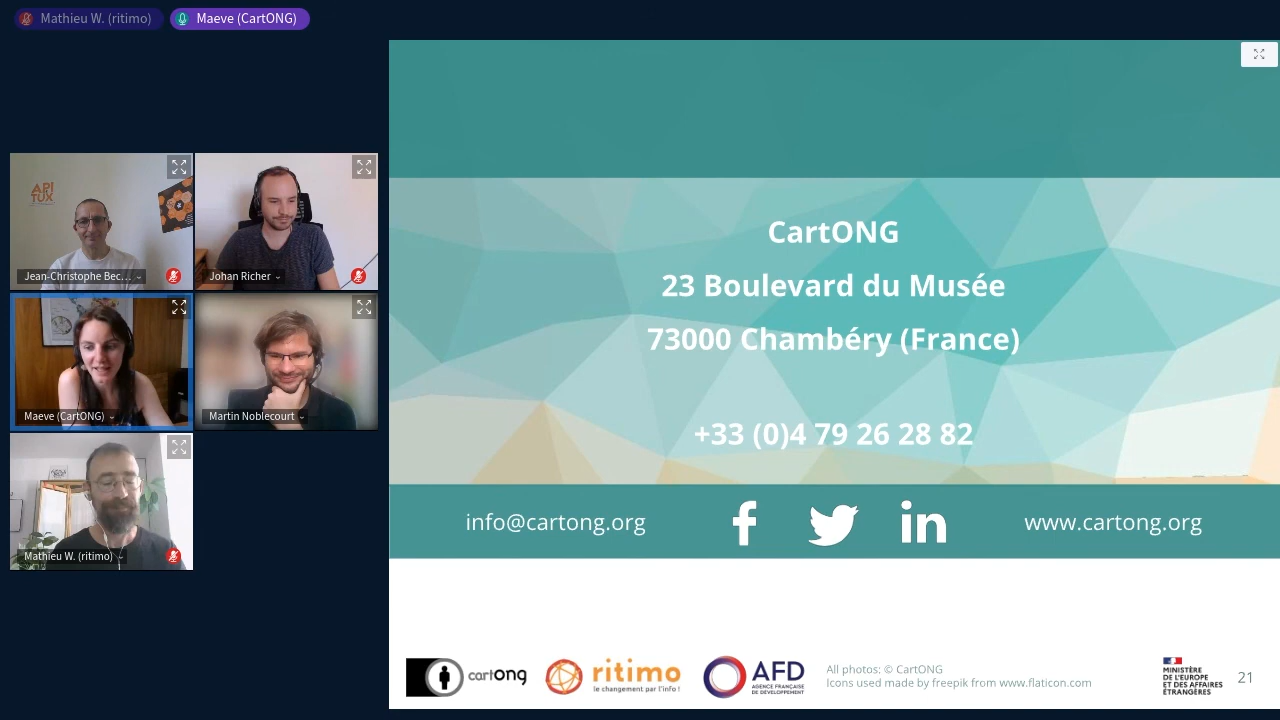 Mathieu W. (ritimo)
Maeve (CartONG)
API
TUX
Jean-Christophe Bec...
Johan Richer
Maeve (CartONG)
Martin Noblecourt
Mathieu W. (ritimo)
CartONG
23 Boulevard du Musée
73000 Chambéry (France)
+33 (0)4 79 26 28 82
info@cartong.org
www.cartong.org
cartong
ritimo
le changement par l'info !
AFD
AGENCE FRANÇAISE
DE DÉVELOPPEMENT
All photos: © CartONG
Icons used made by freepik from www.flaticon.com
MINISTÈRE
DE L'EUROPE
ET DES AFFAIRES
ÉTRANGÈRES
21